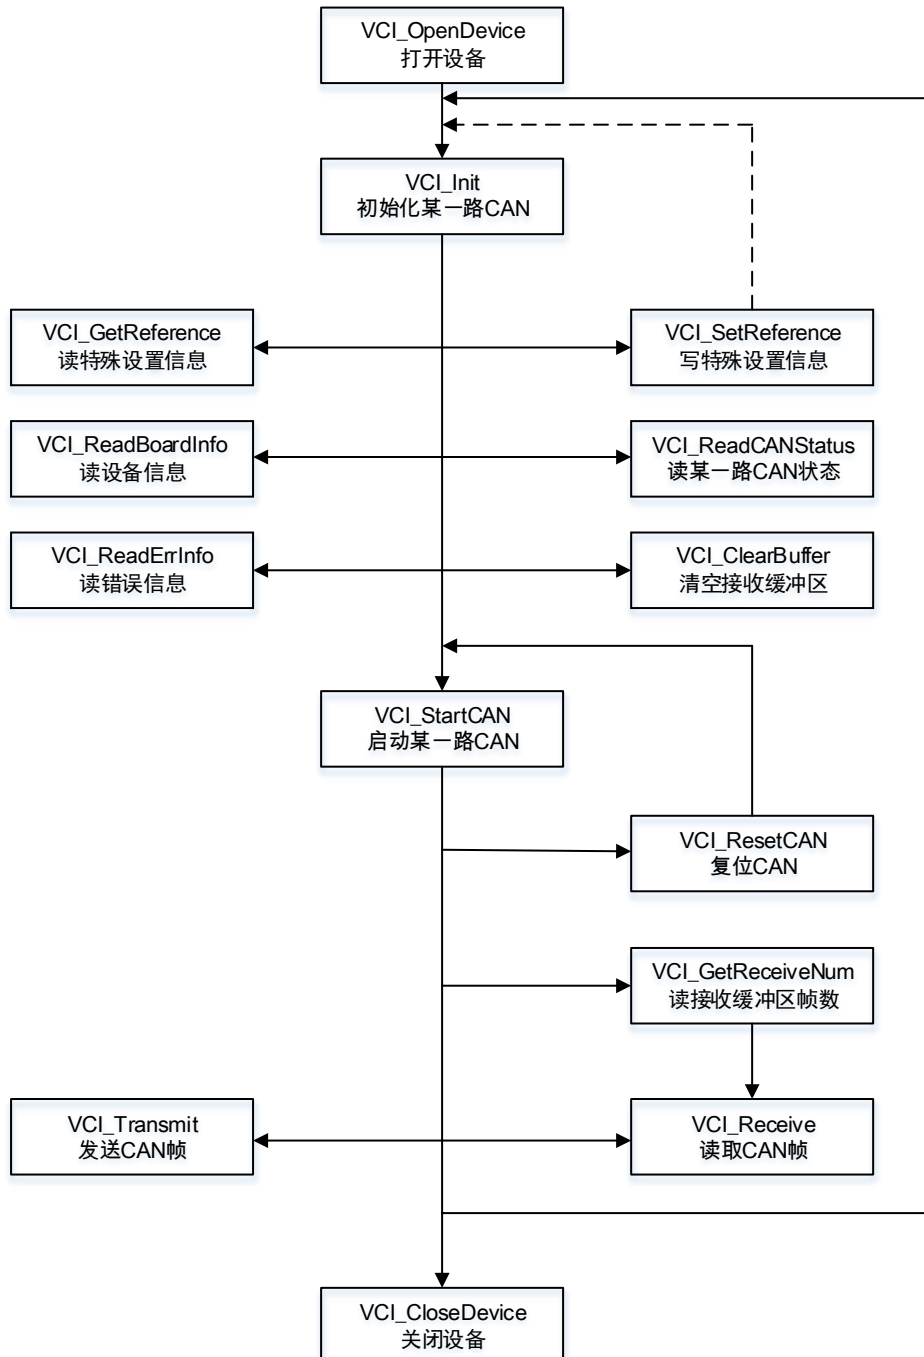 VCI_OpenDevice
打开设备
VCI_Init
初始化某一路CAN
VCI_GetReference
读特殊设置信息
VCI_SetReference
写特殊设置信息
VCI_ReadBoardInfo
读设备信息
VCI_ReadCANStatus
读某一路CAN状态
VCI_ReadErrInfo
读错误信息
VCI_ClearBuffer
清空接收缓冲区
VCI_StartCAN
启动某一路CAN
VCI_ResetCAN
复位CAN
VCI_GetReceiveNum
读接收缓冲区帧数
VCI_Transmit
发送CAN帧
VCI_Receive
读取CAN帧
VCI_CloseDevice
关闭设备